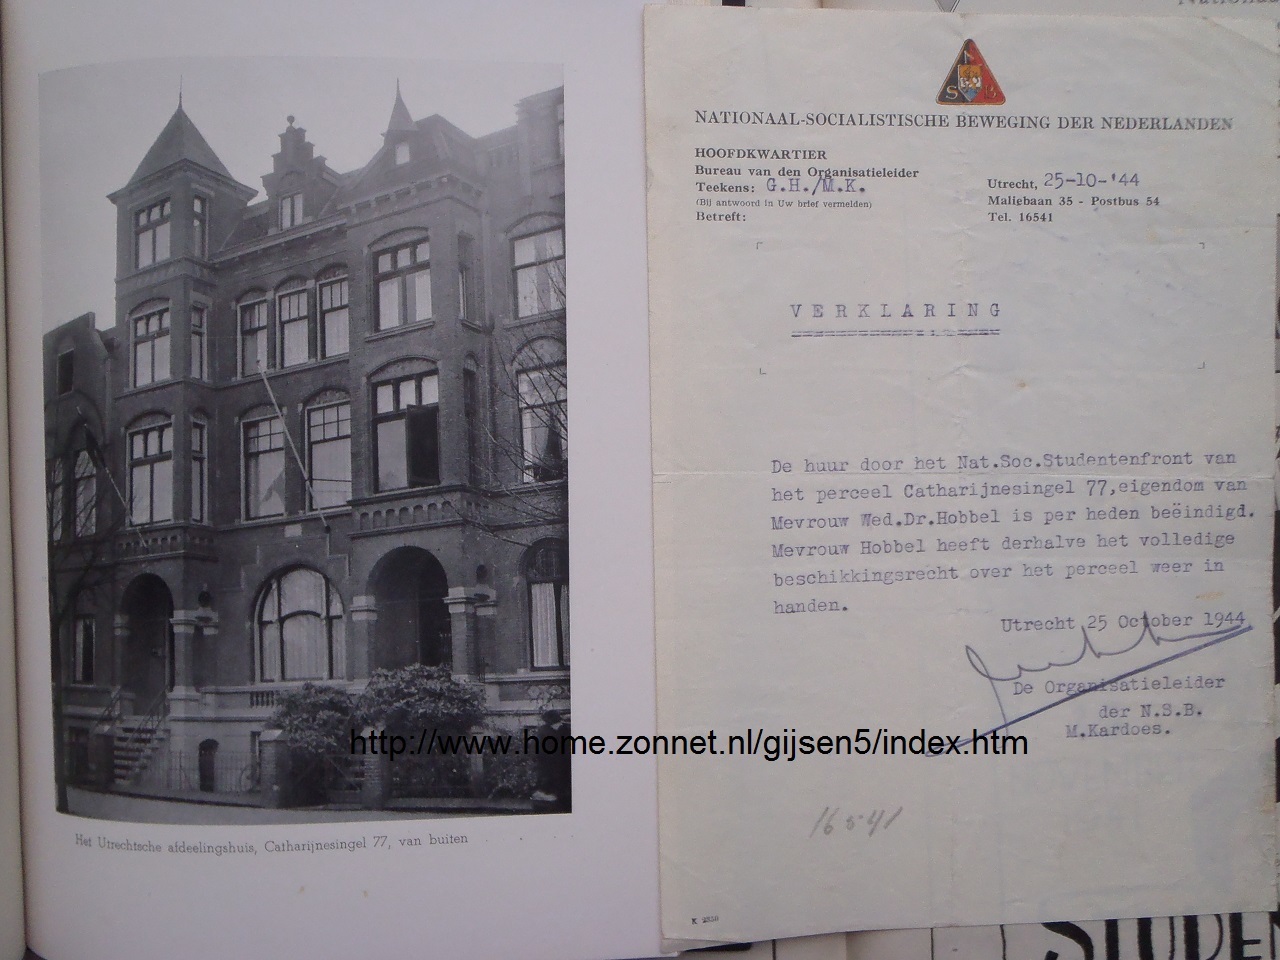 Het Utrechtsche afdeelingshuis, Catharijnesingel 77, van buiten
N
S B
NATIONAAL-SOCIALISTISCHE BEWEGING DER NEDERLANDEN
HOOFDKWARTIER
Bureau van den Organisatieleider
Teekens: G.H./M.K.
(Bij antwoord in Uw brief vermelden)
Betreft:
Utrecht, 25-10-'44
Maliebaan 35 - Postbus 54
Tel. 16541
VERKLARING
De huur door het Nat.Soc.Studentenfront van
het perceel Catharijnesingel 77,eigendom van
Mevrouw Wed.Dr.Hobbel is per heden beëindigd.
Mevrouw Hobbel heeft derhalve het volledige
beschikkingsrecht over het perceel weer in
handen.
Utrecht 25 October 1944
De Organisatieleider
der N.S.B.
M.Kardoes.
16541
K 2350
http://www.home.zonnet.nl/gijsen5/index.htm
STUDEN